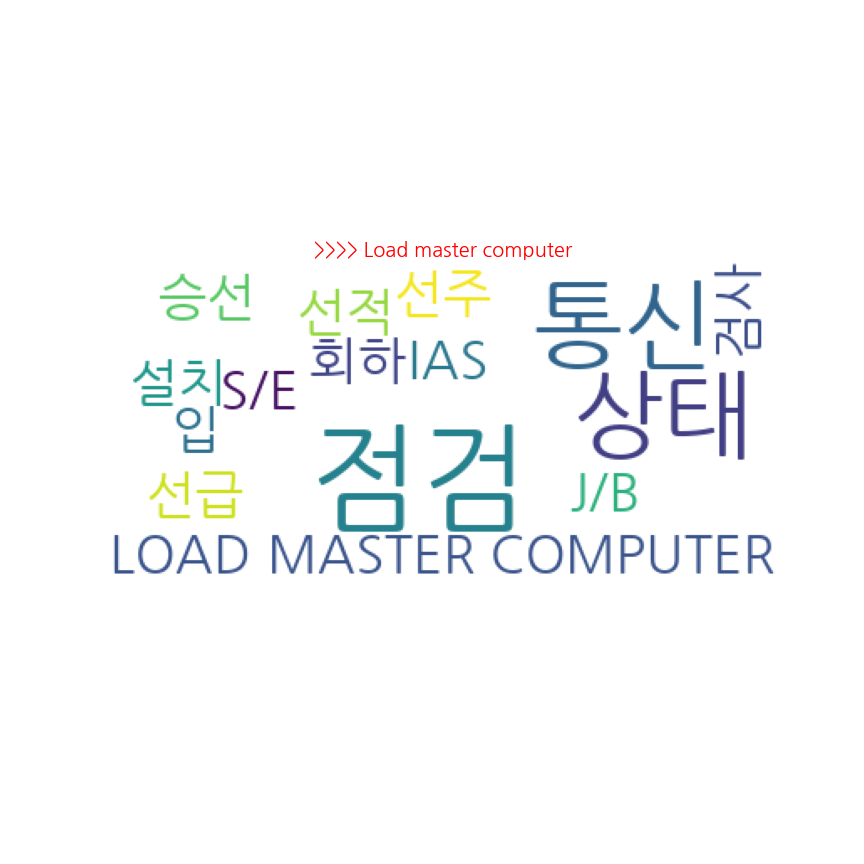 >>>> Load master computer
승선
선적
선주
통신
검사
회하
IAS
설치
S/E
상태
입
점검
선급
J/B
LOAD MASTER COMPUTER